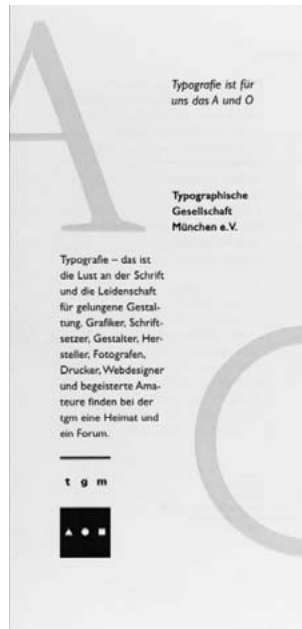 A
Typografie ist für
uns das A und O
Typographische
Gesellschaft
München e.V.
Typografie – das ist
die Lust an der Schrift
und die Leidenschaft
für gelungene Gestal-
tung. Grafiker, Schrift-
setzer, Gestalter, Her-
steller, Fotografen,
Drucker, Webdesigner
und begeisterte Ama-
teure finden bei der
tgm eine Heimat und
ein Forum.
O
t g m